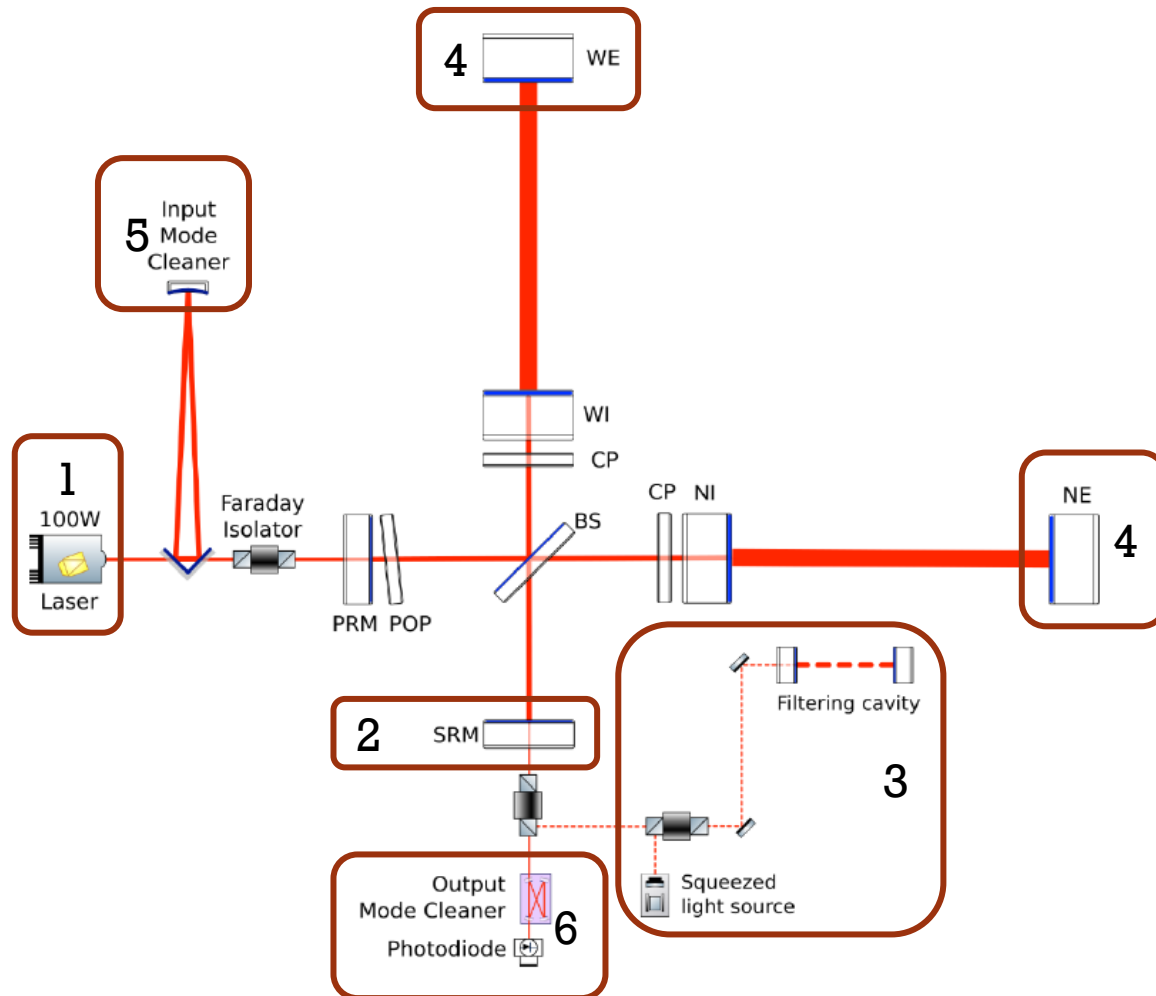 4
WE
5
Input
Mode
Cleaner
WI
CP
1
100W
Laser
Faraday
Isolator
PRM
POP
BS
CP
NI
NE
4
2
SRM
Filtering cavity
3
Squeezed
light source
Output
Mode Cleaner
6
Photodiode